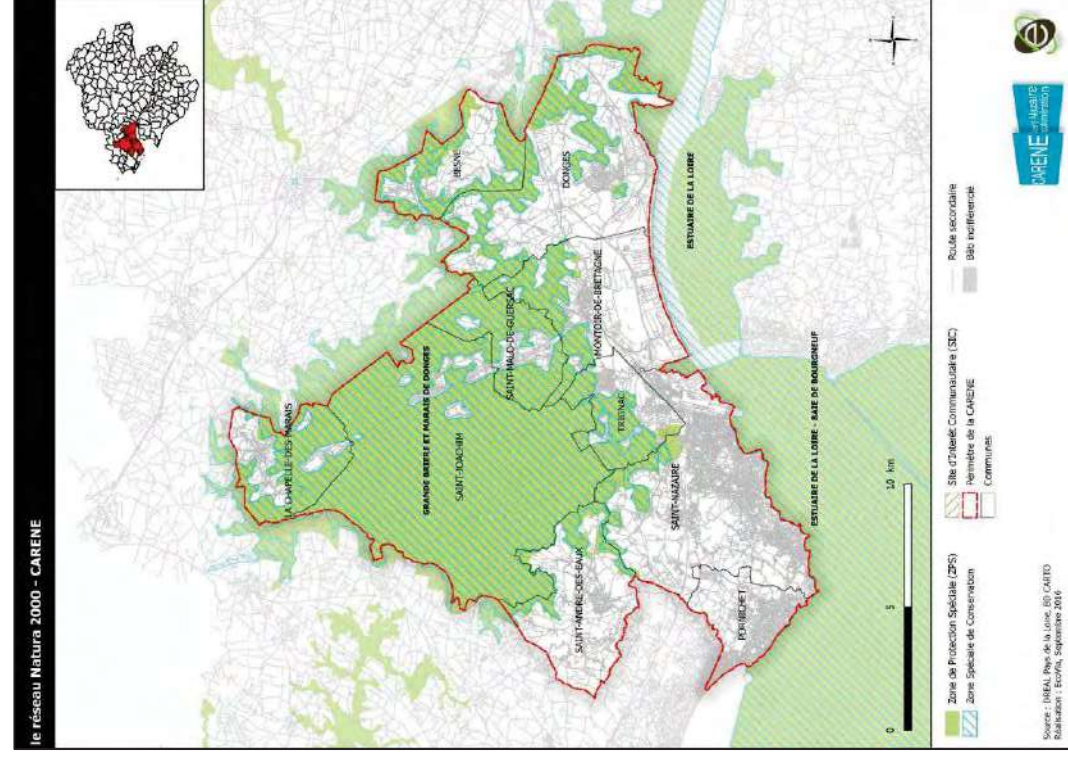 le réseau Natura 2000 - CARENE
LA CHAPELLE-DES-MARAIS
GRANDE BRIERE ET MARAIS DE DONGES
SAINT-JOACHIM
SAINT-MALO-DE-GUERSAC
BESNE
DONGES
MONTOIR-DE-BRETAGNE
TRIGNAC
SAINT-NAZAIRE
SAINT-ANDRE-DES-EAUX
PORNICHET
ESTUAIRE DE LA LOIRE
ESTUAIRE DE LA LOIRE - BAIE DE BOURGNEUF
0 5 10 km
Zone de Protection Spéciale (ZPS)
Zone Spéciale de Conservation
Site d'Interêt Communautaire (SIC)
Périmètre de la CARENE
Communes
Route secondaire
Bâti indifférencié
Source : DREAL Pays de la Loire, BD CARTO
Réalisation : EcoVia, Septembre 2016
CARENE